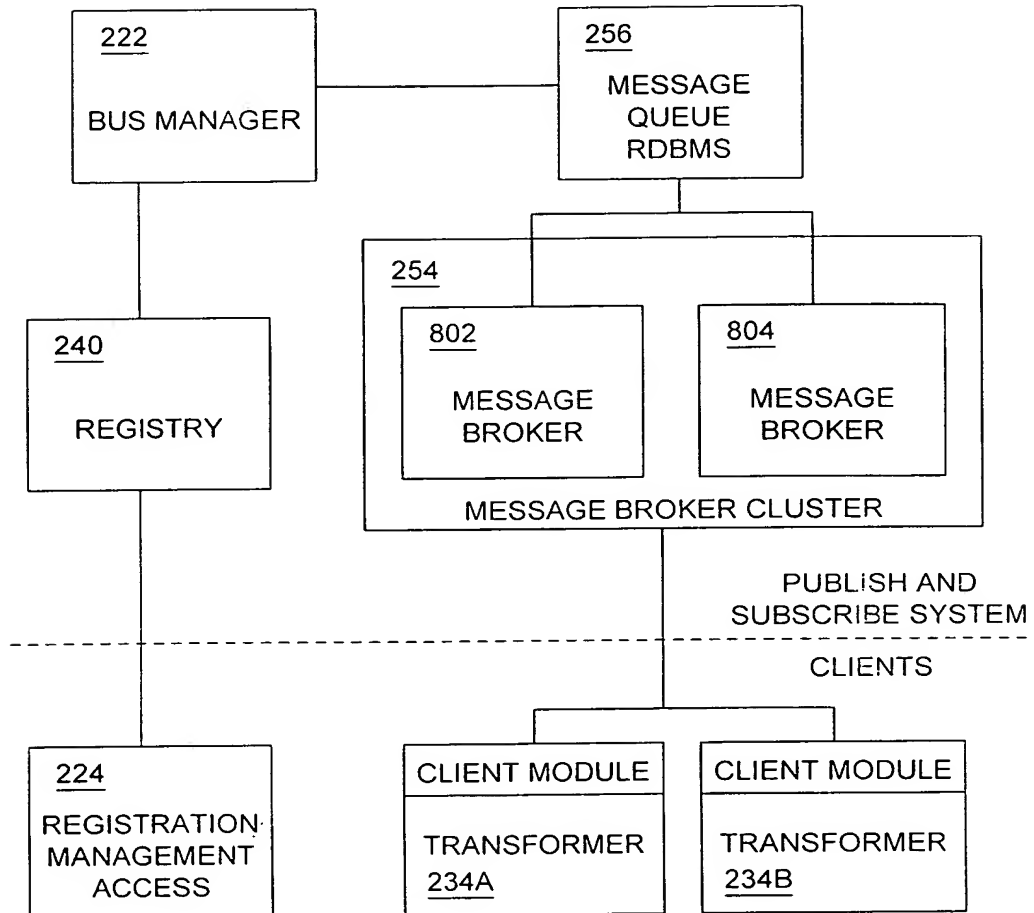 222
BUS MANAGER
256
MESSAGE
QUEUE
RDBMS
254
802
MESSAGE
BROKER
804
MESSAGE
BROKER
MESSAGE BROKER CLUSTER
240
REGISTRY
PUBLISH AND
SUBSCRIBE SYSTEM
CLIENTS
224
REGISTRATION
MANAGEMENT
ACCESS
CLIENT MODULE
TRANSFORMER
234A
CLIENT MODULE
TRANSFORMER
234B